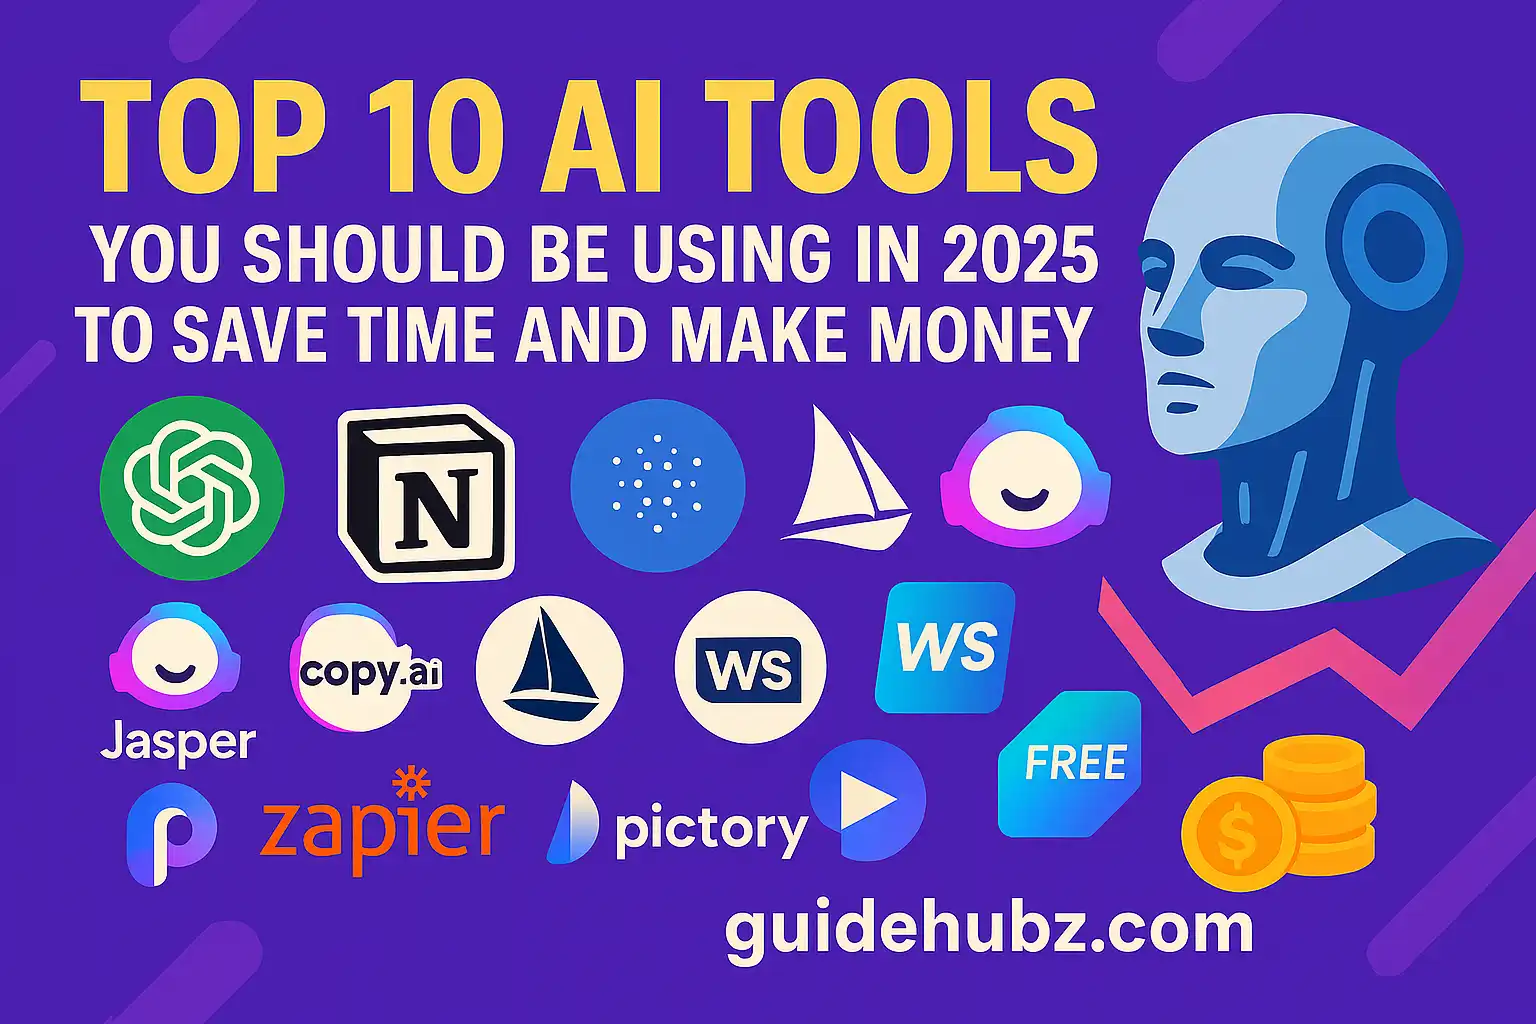 TOP 10 AI TOOLS
YOU SHOULD BE USING IN 2025
TO SAVE TIME AND MAKE MONEY
N
copy.ai
WS
WS
Jasper
FREE
p
zapier
pictory
$
guidehubz.com